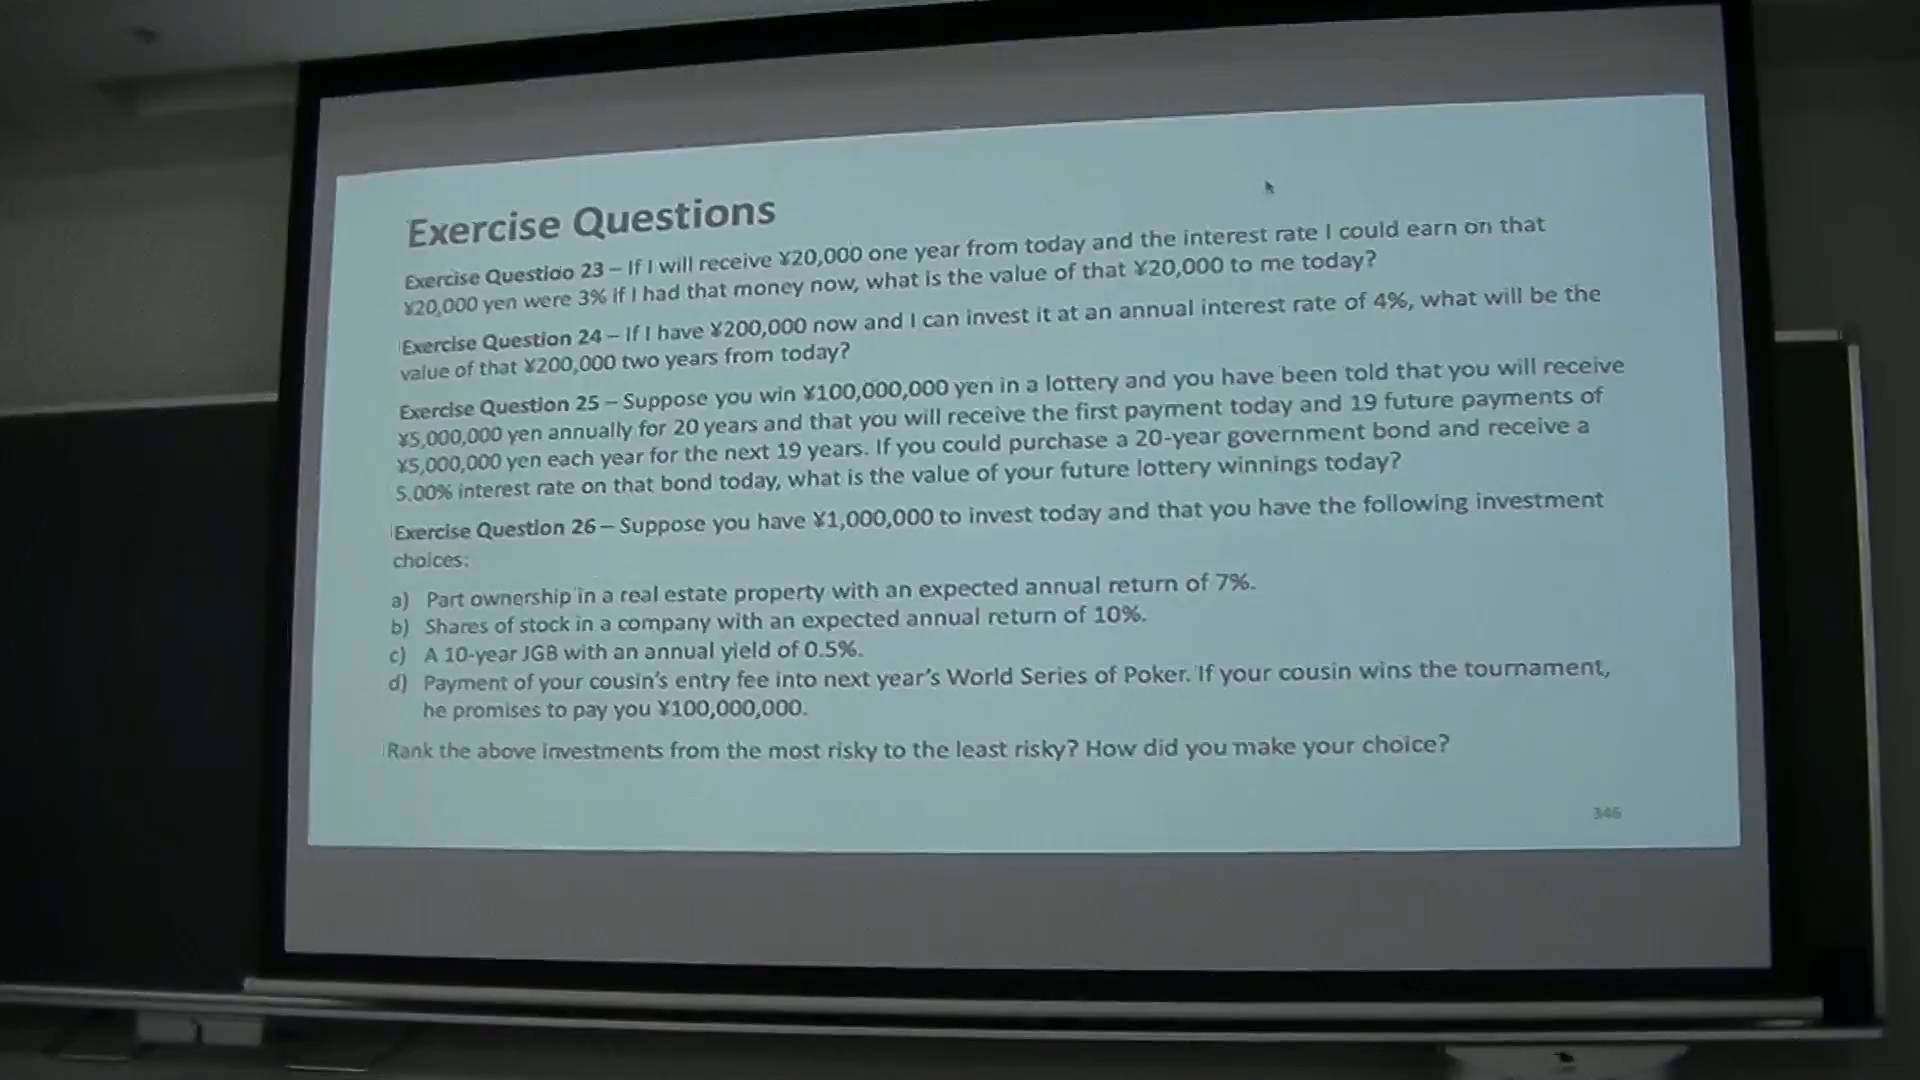 Exercise Questions
Exercise Question 23 – If I will receive ¥20,000 one year from today and the interest rate I could earn on that
¥20,000 yen were 3% if I had that money now, what is the value of that ¥20,000 to me today?
Exercise Question 24 – If I have ¥200,000 now and I can invest it at an annual interest rate of 4%, what will be the
value of that ¥200,000 two years from today?
Exercise Question 25 – Suppose you win ¥100,000,000 yen in a lottery and you have been told that you will receive
¥5,000,000 yen annually for 20 years and that you will receive the first payment today and 19 future payments of
¥5,000,000 yen each year for the next 19 years. If you could purchase a 20-year government bond and receive a
5.00% interest rate on that bond today, what is the value of your future lottery winnings today?
Exercise Question 26 – Suppose you have ¥1,000,000 to invest today and that you have the following investment
choices:
a) Part ownership in a real estate property with an expected annual return of 7%.
b) Shares of stock in a company with an expected annual return of 10%.
c) A 10-year JGB with an annual yield of 0.5%.
d) Payment of your cousin's entry fee into next year's World Series of Poker. If your cousin wins the tournament,
he promises to pay you ¥100,000,000.
Rank the above investments from the most risky to the least risky? How did you make your choice?
346